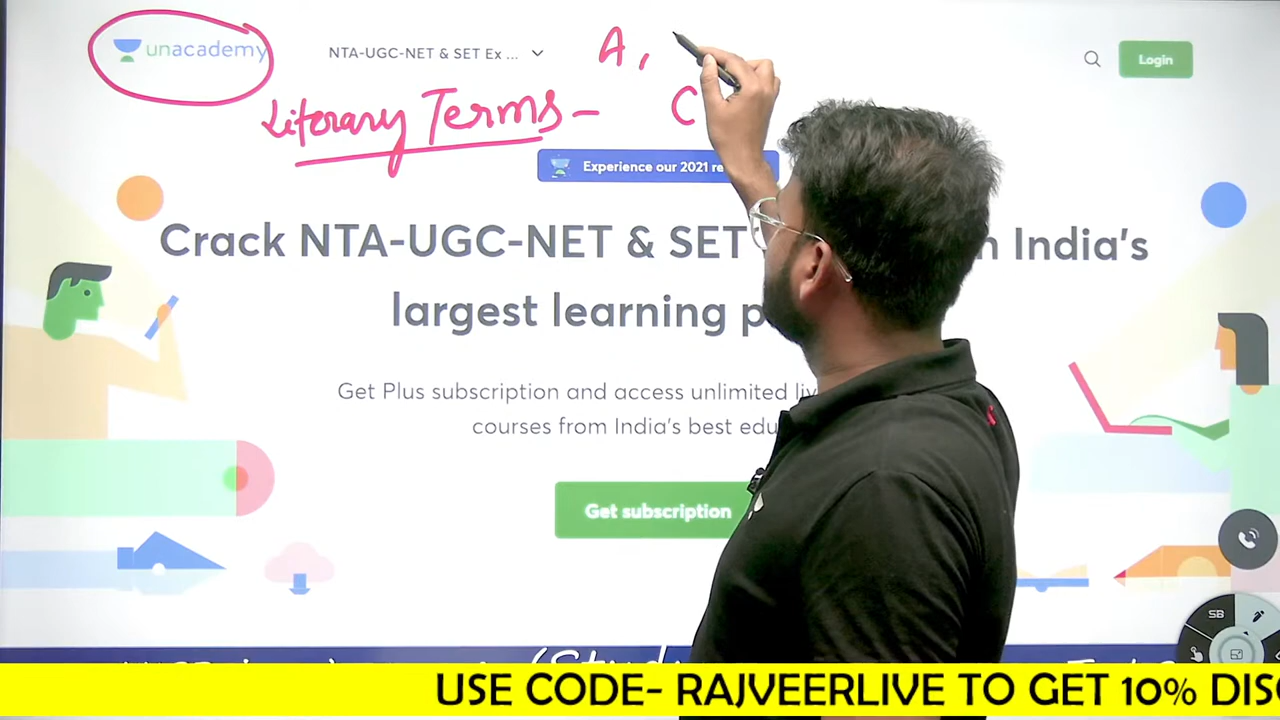 unacademy NTA-UGC-NET & SET Ex ... A, Login
Literary Terms - C
Experience our 2021 re
Crack NTA-UGC-NET & SET n India's
largest learning p
Get Plus subscription and access unlimited liv
courses from India's best edu
Get subscription
SB
(Study
USE CODE- RAJVEERLIVE TO GET 10% DISC